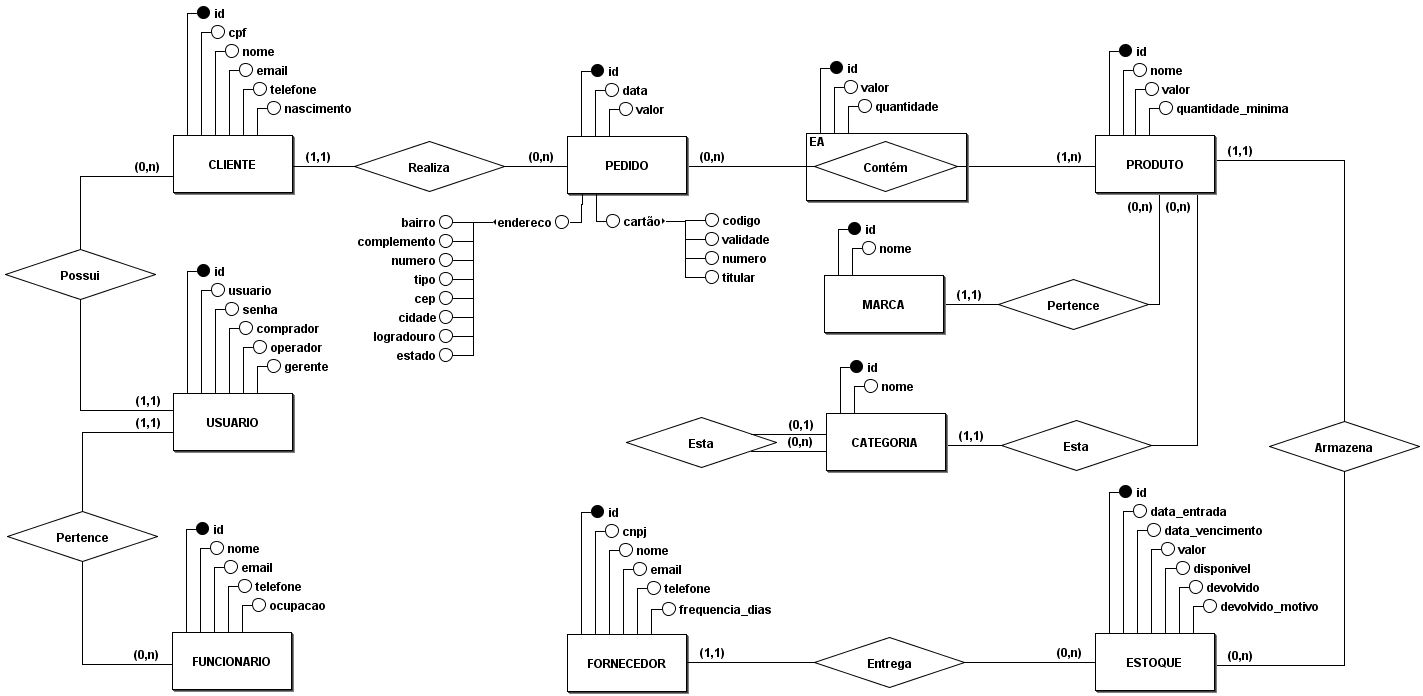 id
cpf
nome
email
telefone
nascimento
CLIENTE
(0,n)
(1,1)
Realiza
(0,n)
id
data
valor
PEDIDO
(0,n)
id
valor
quantidade
EA
Contém
(1,n)
id
nome
valor
quantidade_minima
PRODUTO
(1,1)
(0,n)
(0,n)
endereco
bairro
complemento
numero
tipo
cep
cidade
logradouro
estado
cartão
codigo
validade
numero
titular
id
nome
MARCA
(1,1)
Pertence
Possui
id
usuario
senha
comprador
operador
gerente
(1,1)
(1,1)
USUARIO
id
nome
(0,1)
(0,n)
Esta
CATEGORIA
(1,1)
Esta
Armazena
Pertence
id
nome
email
telefone
ocupacao
(0,n)
FUNCIONARIO
id
cnpj
nome
email
telefone
frequencia_dias
FORNECEDOR
(1,1)
Entrega
(0,n)
id
data_entrada
data_vencimento
valor
disponivel
devolvido
devolvido_motivo
ESTOQUE
(0,n)